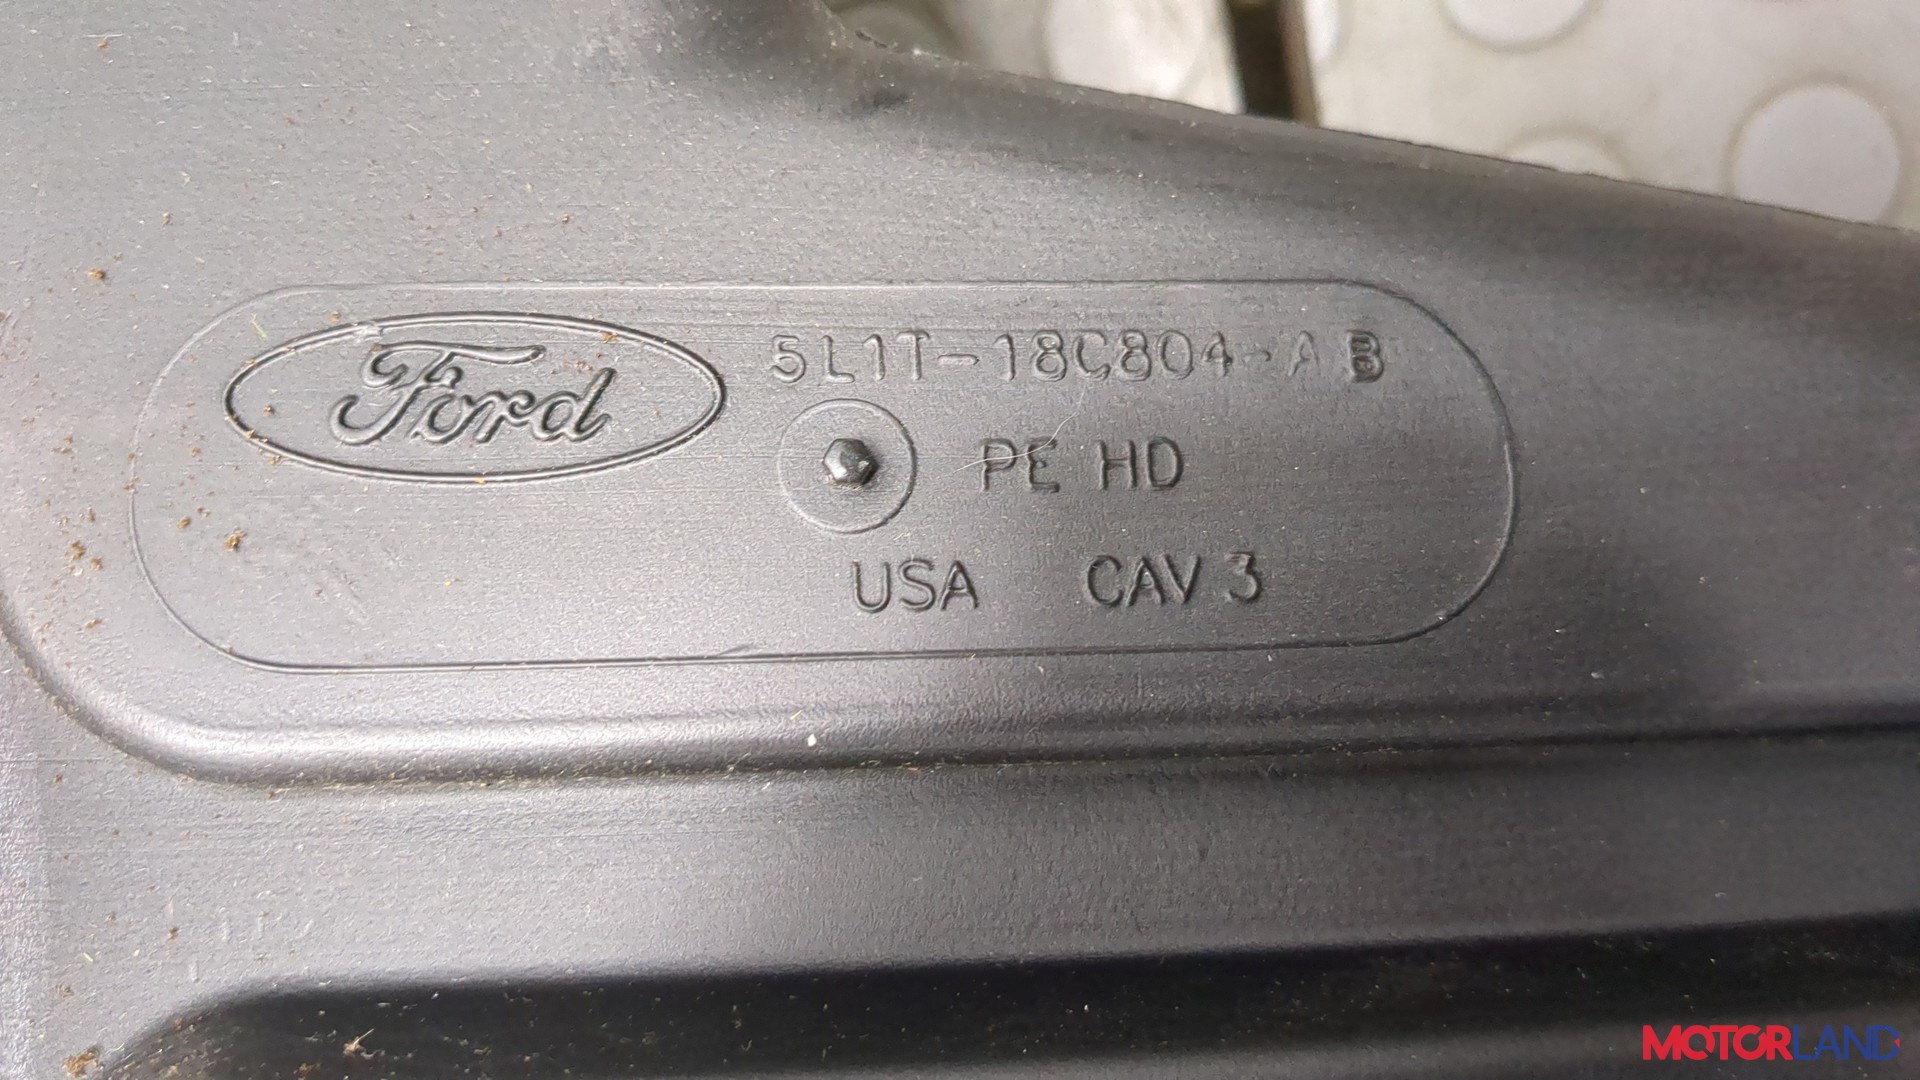 Ford
5L1T-18C804-AB
PE HD
USA CAV 3
MOTORLAND